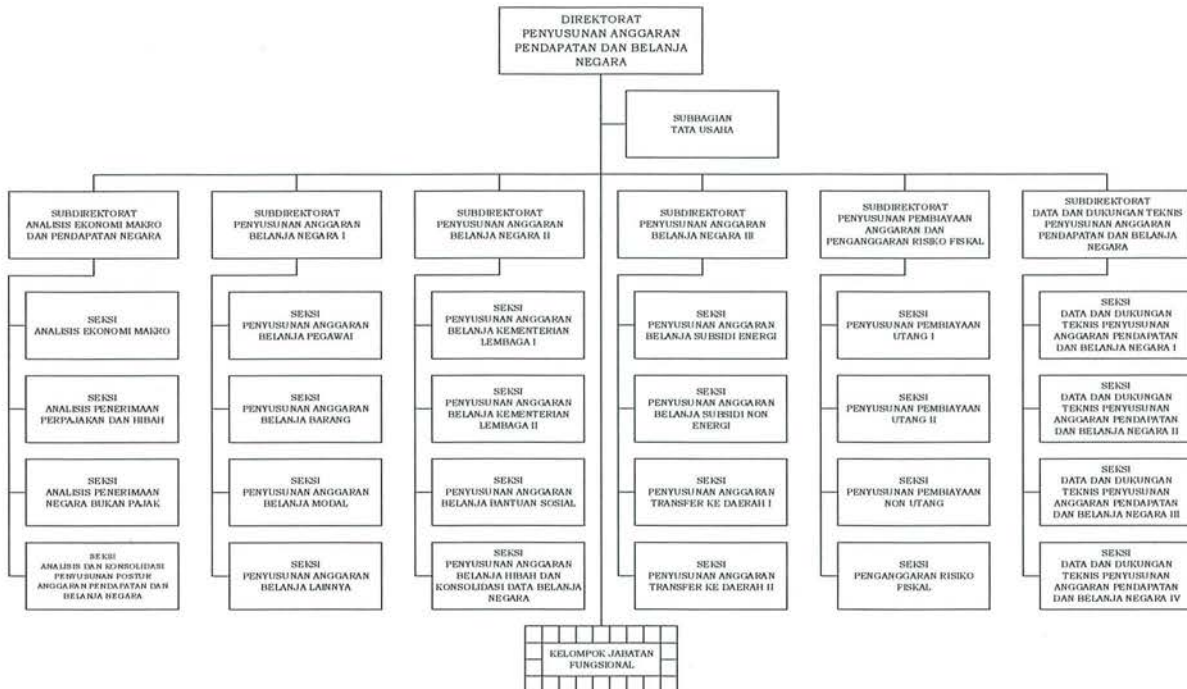 DIREKTORAT
PENYUSUNAN ANGGARAN
PENDAPATAN DAN BELANJA
NEGARA
SUBBAGIAN
TATA USAHA
SUBDIREKTORAT
ANALISIS EKONOMI MAKRO
DAN PENDAPATAN NEGARA
SUBDIREKTORAT
PENYUSUNAN ANGGARAN
BELANJA NEGARA I
SUBDIREKTORAT
PENYUSUNAN ANGGARAN
BELANJA NEGARA II
SUBDIREKTORAT
PENYUSUNAN ANGGARAN
BELANJA NEGARA III
SUBDIREKTORAT
PENYUSUNAN PEMBIAYAAN
ANGGARAN DAN
PENGANGGARAN RISIKO FISKAL
SUBDIREKTORAT
DATA DAN DUKUNGAN TEKNIS
PENYUSUNAN ANGGARAN
PENDAPATAN DAN BELANJA
NEGARA
SEKSI
ANALISIS EKONOMI MAKRO
SEKSI
PENYUSUNAN ANGGARAN
BELANJA PEGAWAI
SEKSI
PENYUSUNAN ANGGARAN
BELANJA KEMENTERIAN
LEMBAGA I
SEKSI
PENYUSUNAN ANGGARAN
BELANJA SUBSIDI ENERGI
SEKSI
PENYUSUNAN PEMBIAYAAN
UTANG I
SEKSI
DATA DAN DUKUNGAN
TEKNIS PENYUSUNAN
ANGGARAN PENDAPATAN
DAN BELANJA NEGARA I
SEKSI
ANALISIS PENERIMAAN
PERPAJAKAN DAN HIBAH
SEKSI
PENYUSUNAN ANGGARAN
BELANJA BARANG
SEKSI
PENYUSUNAN ANGGARAN
BELANJA KEMENTERIAN
LEMBAGA II
SEKSI
PENYUSUNAN ANGGARAN
BELANJA SUBSIDI NON
ENERGI
SEKSI
PENYUSUNAN PEMBIAYAAN
UTANG II
SEKSI
DATA DAN DUKUNGAN
TEKNIS PENYUSUNAN
ANGGARAN PENDAPATAN
DAN BELANJA NEGARA II
SEKSI
ANALISIS PENERIMAAN
NEGARA BUKAN PAJAK
SEKSI
PENYUSUNAN ANGGARAN
BELANJA MODAL
SEKSI
PENYUSUNAN ANGGARAN
BELANJA BANTUAN SOSIAL
SEKSI
PENYUSUNAN ANGGARAN
TRANSFER KE DAERAH I
SEKSI
PENYUSUNAN PEMBIAYAAN
NON UTANG
SEKSI
DATA DAN DUKUNGAN
TEKNIS PENYUSUNAN
ANGGARAN PENDAPATAN
DAN BELANJA NEGARA III
SEKSI
ANALISIS DAN KONSOLIDASI
PENYUSUNAN POSTUR
ANGGARAN PENDAPATAN DAN
BELANJA NEGARA
SEKSI
PENYUSUNAN ANGGARAN
BELANJA LAINNYA
SEKSI
PENYUSUNAN ANGGARAN
BELANJA HIBAH DAN
KONSOLIDASI DATA BELANJA
NEGARA
SEKSI
PENYUSUNAN ANGGARAN
TRANSFER KE DAERAH II
SEKSI
PENGANGGARAN RISIKO
FISKAL
SEKSI
DATA DAN DUKUNGAN
TEKNIS PENYUSUNAN
ANGGARAN PENDAPATAN
DAN BELANJA NEGARA IV
KELOMPOK JABATAN
FUNGSIONAL